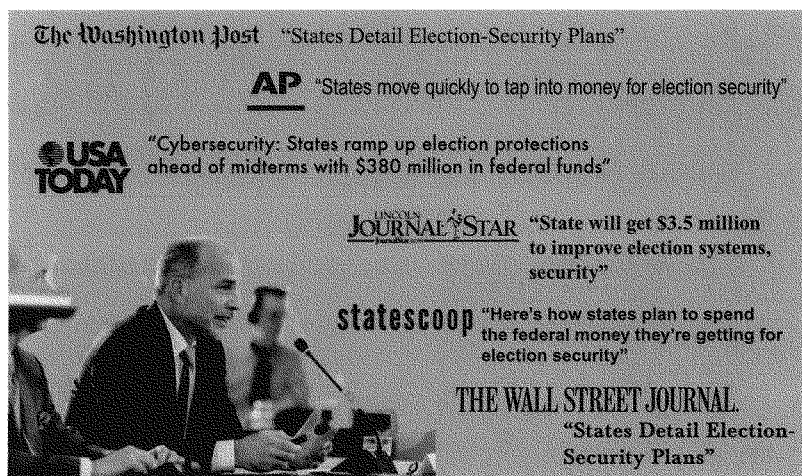 The Washington Post “States Detail Election-Security Plans”
AP “States move quickly to tap into money for election security”
USA
TODAY
“Cybersecurity: States ramp up election protections
ahead of midterms with $380 million in federal funds”
LINCOLN
JOURNAL STAR
“State will get $3.5 million
to improve election systems,
security”
statescoop
“Here’s how states plan to spend
the federal money they’re getting for
election security”
THE WALL STREET JOURNAL.
“States Detail Election-
Security Plans”